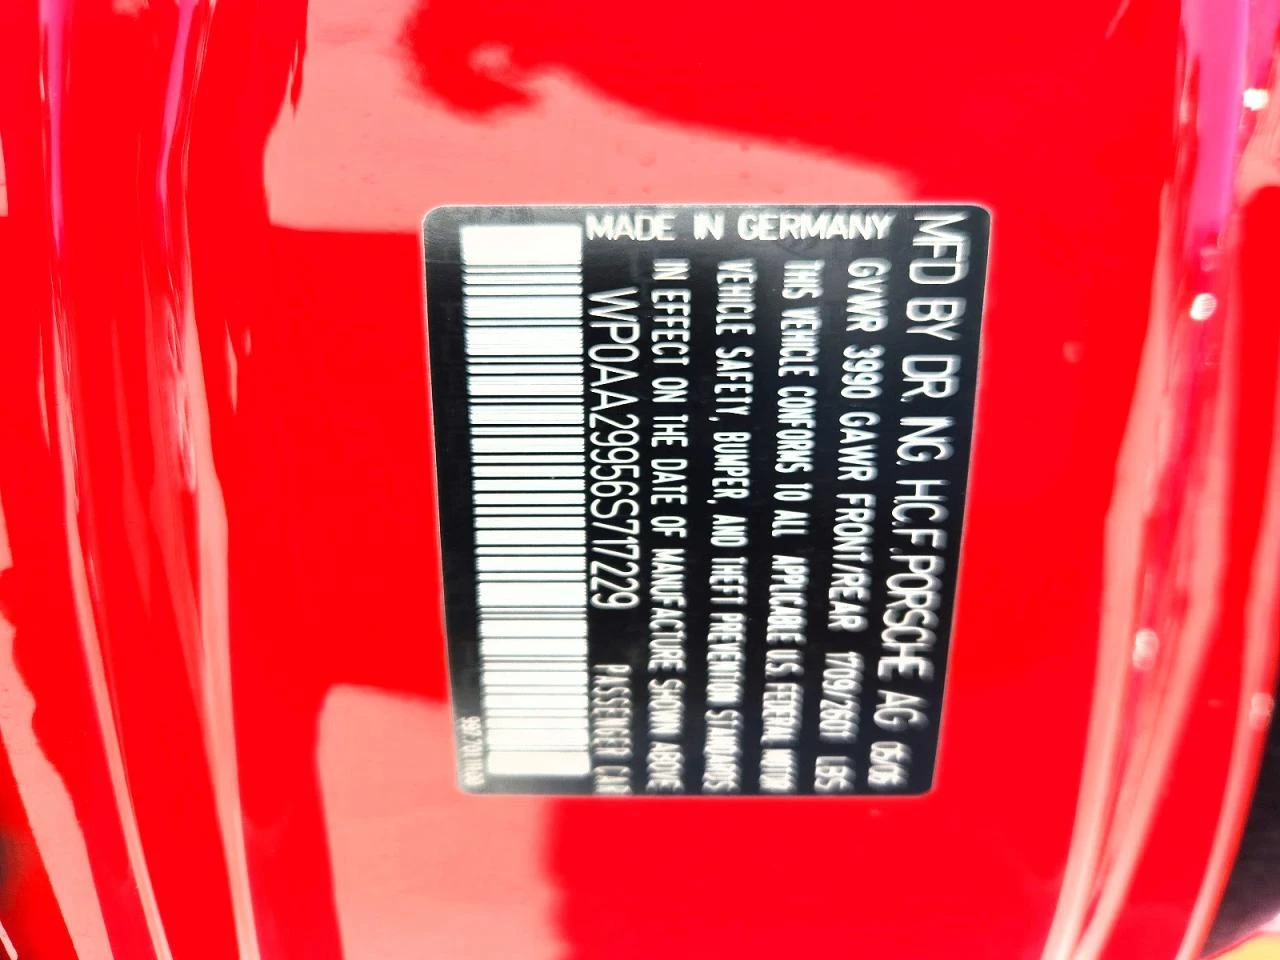 MFD BY DR. ING. H.C.F. PORSCHE AG 05/06
GVWR 3990 GAWR FRONT/REAR 1709/2601 LBS
THIS VEHICLE CONFORMS TO ALL APPLICABLE U.S. FEDERAL MOTOR
VEHICLE SAFETY, BUMPER, AND THEFT PREVENTION STANDARDS
IN EFFECT ON THE DATE OF MANUFACTURE SHOWN ABOVE
MADE IN GERMANY WP0AA29956S717229 PASSENGER CAR